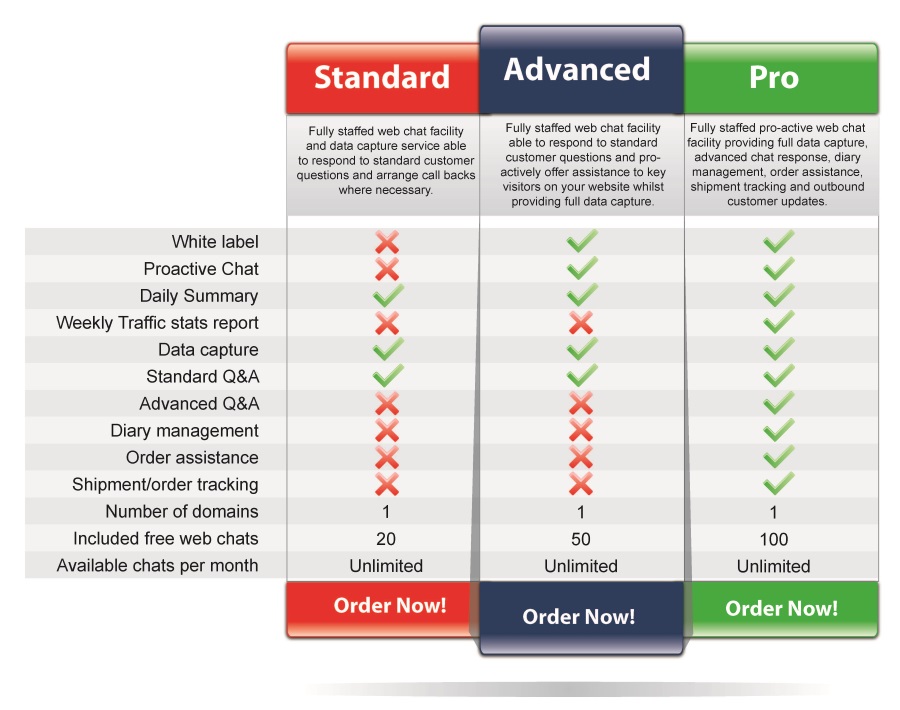 Standard
Advanced
Pro
Fully staffed web chat facility
and data capture service able
to respond to standard customer
questions and arrange call backs
where necessary.
Fully staffed web chat facility
able to respond to standard
customer questions and pro-
actively offer assistance to key
visitors on your website whilst
providing full data capture.
Fully staffed pro-active web chat
facility providing full data capture,
advanced chat response, diary
management, order assistance,
shipment tracking and outbound
customer updates.
White label
Proactive Chat
Daily Summary
Weekly Traffic stats report
Data capture
Standard Q&A
Advanced Q&A
Diary management
Order assistance
Shipment/order tracking
Number of domains 1 1 1
Included free web chats 20 50 100
Available chats per month Unlimited Unlimited Unlimited
Order Now! Order Now! Order Now!